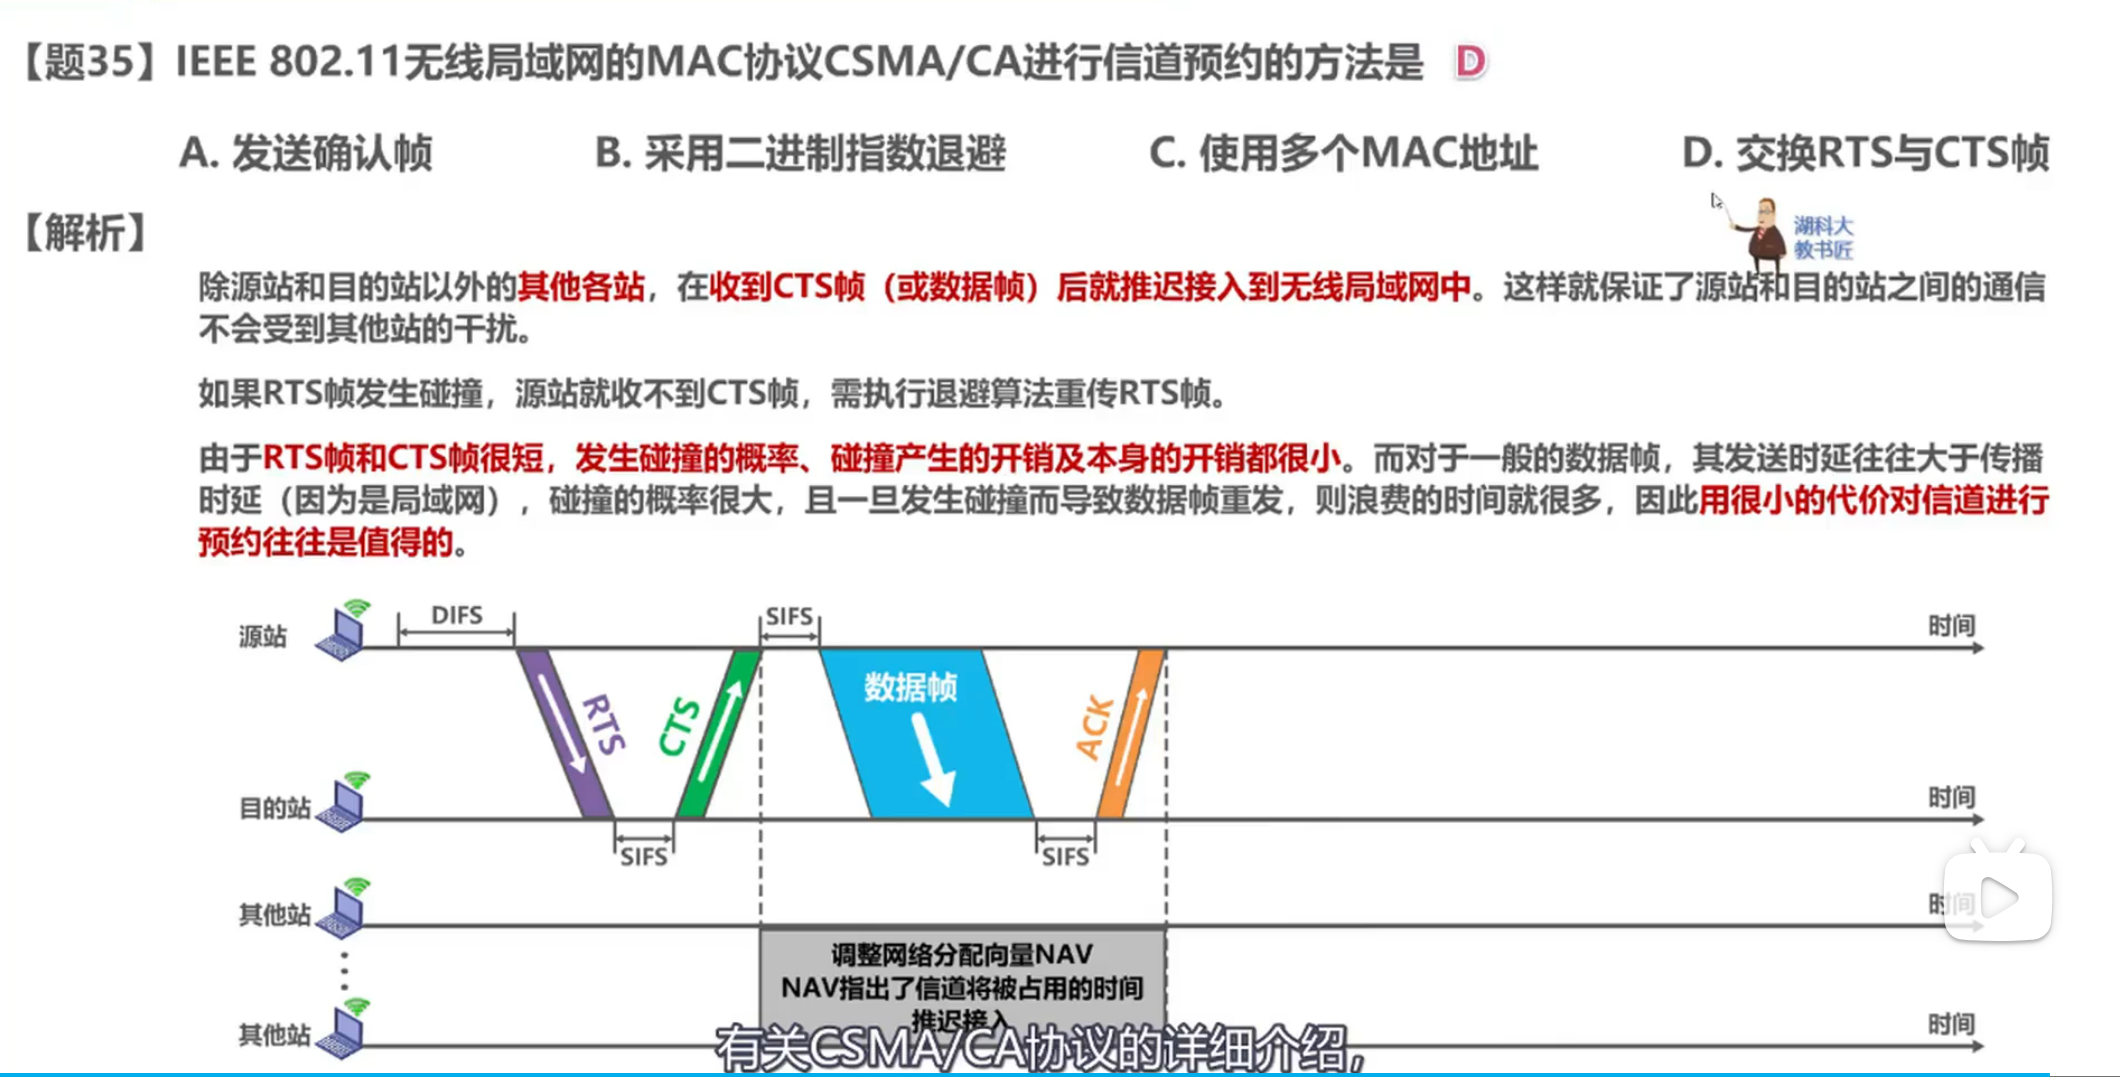 【题35】IEEE 802.11无线局域网的MAC协议CSMA/CA进行信道预约的方法是 D
A. 发送确认帧 B. 采用二进制指数退避 C. 使用多个MAC地址 D. 交换RTS与CTS帧
【解析】
湖科大
教书匠
除源站和目的站以外的其他各站，在收到CTS帧（或数据帧）后就推迟接入到无线局域网中。这样就保证了源站和目的站之间的通信
不会受到其他站的干扰。
如果RTS帧发生碰撞，源站就收不到CTS帧，需执行退避算法重传RTS帧。
由于RTS帧和CTS帧很短，发生碰撞的概率、碰撞产生的开销及本身的开销都很小。而对于一般的数据帧，其发送时延往往大于传播
时延（因为是局域网），碰撞的概率很大，且一旦发生碰撞而导致数据帧重发，则浪费的时间就很多，因此用很小的代价对信道进行
预约往往是值得的。
DIFS SIFS
源站 时间
RTS CTS 数据帧 ACK
目的站 时间
SIFS SIFS
其他站 时间
调整网络分配向量NAV
NAV指出了信道将被占用的时间
推迟接入
其他站 时间
有关CSMA/CA协议的详细介绍，